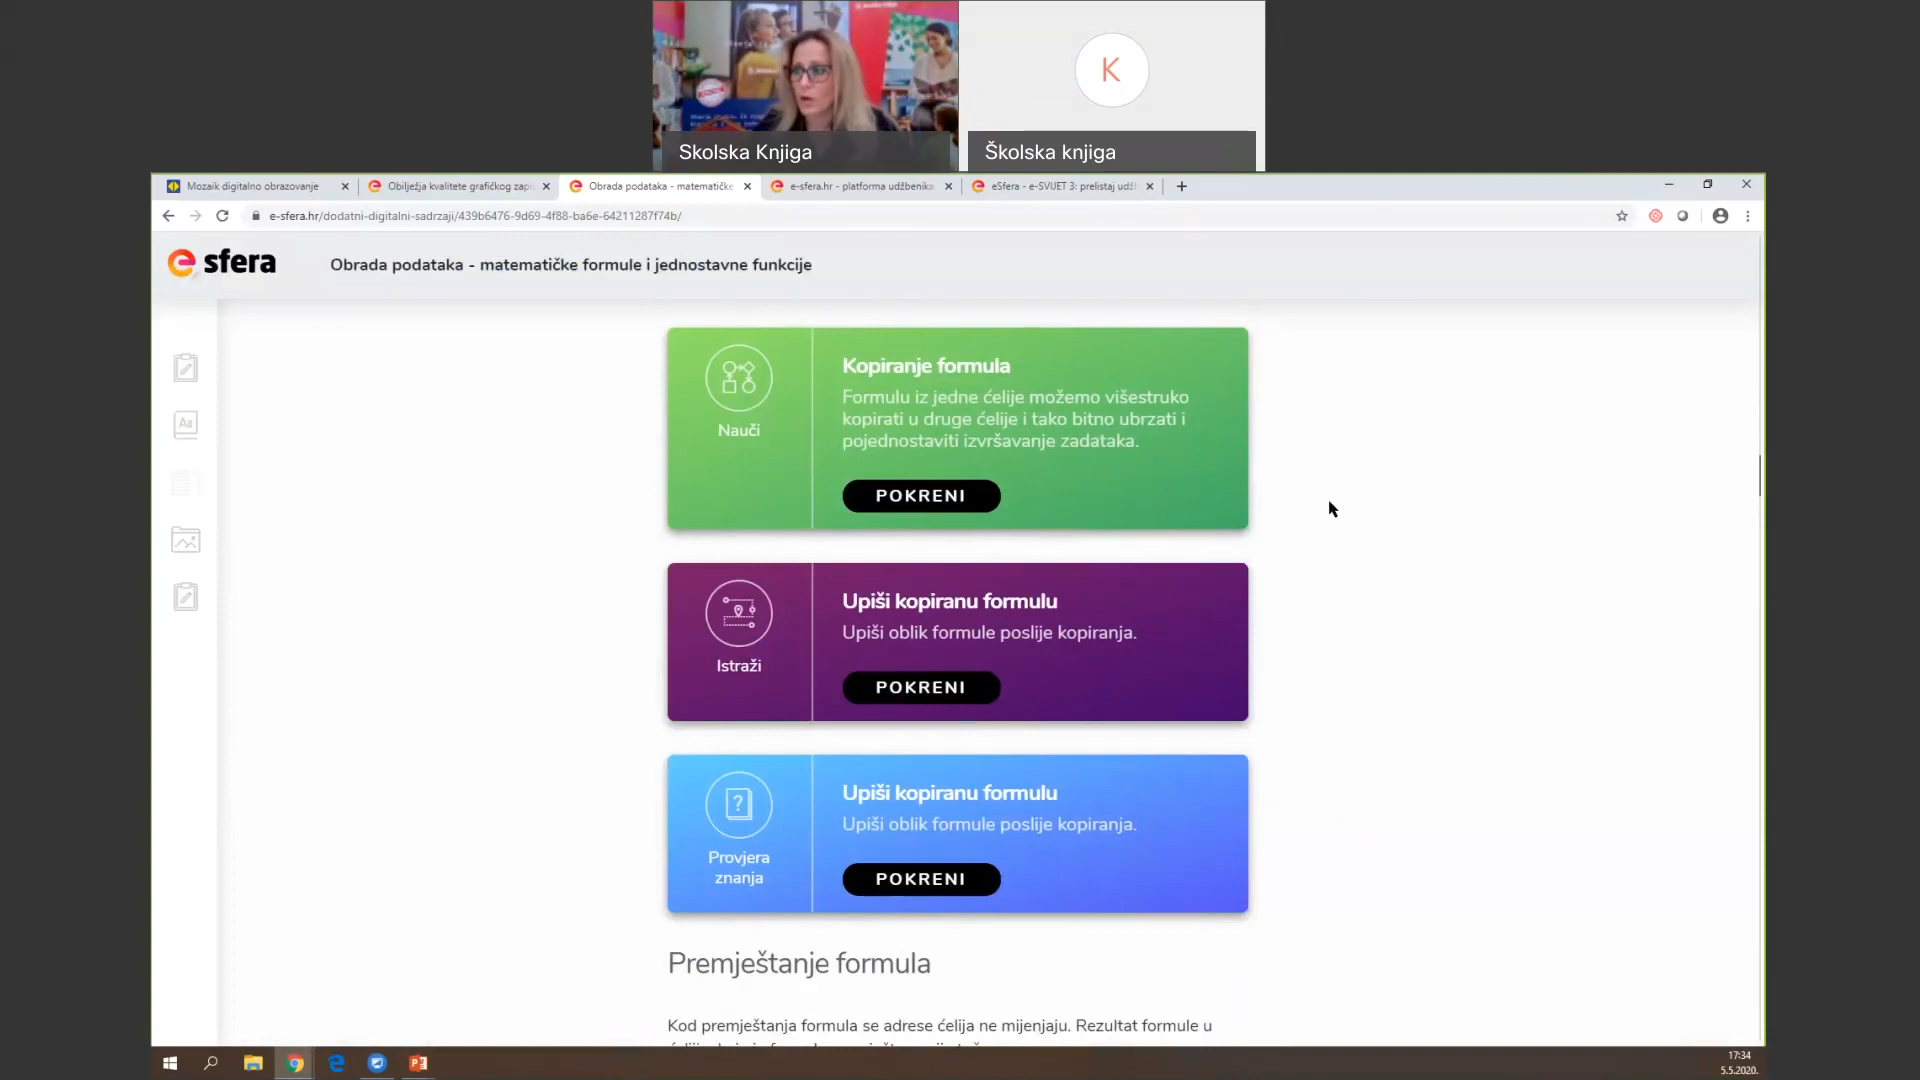 Skolska Knjiga
Školska knjiga
K
Mozaik digitalno obrazovanje
Obilježja kvalitete grafičkog zapi
Obrada podataka - matematičke
e-sfera.hr - platforma udžbenika
eSfera - e-SVIJET 3: prelistaj udžb
e-sfera.hr/dodatni-digitalni-sadrzaji/439b6476-9d69-4f88-ba6e-64211287f74b/
e sfera
Obrada podataka - matematičke formule i jednostavne funkcije
Nauči
Kopiranje formula
Formulu iz jedne ćelije možemo višestruko
kopirati u druge ćelije i tako bitno ubrzati i
pojednostaviti izvršavanje zadataka.
POKRENI
Istraži
Upiši kopiranu formulu
Upiši oblik formule poslije kopiranja.
POKRENI
Provjera
znanja
Upiši kopiranu formulu
Upiši oblik formule poslije kopiranja.
POKRENI
Premještanje formula
Kod premještanja formula se adrese ćelija ne mijenjaju. Rezultat formule u
17:34
5.5.2020.